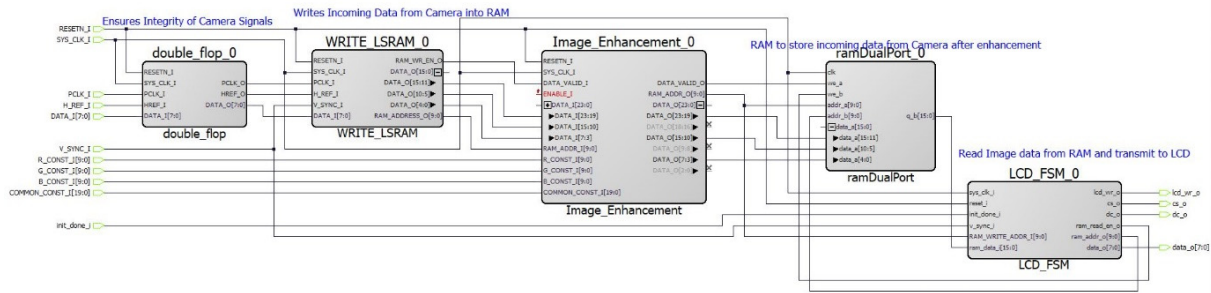 Ensures Integrity of Camera Signals
Writes Incoming Data from Camera into RAM
RESETN_I
SYS_CLK_I
PCLK_I
H_REF_I
DATA_I[7:0]
V_SYNC_I
R_CONST_I[9:0]
G_CONST_I[9:0]
B_CONST_I[9:0]
COMMON_CONST_I[19:0]
init_done_i
double_flop_0
RESETN_I
SYS_CLK_I
PCLK_I
HREF_I
DATA_I[7:0]
PCLK_O
HREF_O
DATA_O[7:0]
double_flop
WRITE_LSRAM_0
RESETN_I
SYS_CLK_I
PCLK_I
H_REF_I
V_SYNC_I
DATA_I[7:0]
RAM_WR_EN_O
DATA_O[15:0]
DATA_O[15:11]
DATA_O[10:5]
DATA_O[4:0]
RAM_ADDRESS_O[9:0]
WRITE_LSRAM
Image_Enhancement_0
RESETN_I
SYS_CLK_I
DATA_VALID_I
ENABLE_I
DATA_I[23:0]
DATA_I[23:19]
DATA_I[15:10]
DATA_I[7:3]
RAM_ADDR_I[9:0]
R_CONST_I[9:0]
G_CONST_I[9:0]
B_CONST_I[9:0]
COMMON_CONST_I[19:0]
DATA_VALID_O
RAM_ADDR_O[9:0]
DATA_O[23:0]
DATA_O[23:19]
DATA_O[18:16]
DATA_O[15:10]
DATA_O[7:3]
DATA_O[2:0]
Image_Enhancement
RAM to store incoming data from Camera after enhancement
ramDualPort_0
clk
we_a
we_b
addr_a[9:0]
addr_b[9:0]
data_a[15:0]
data_a[15:11]
data_a[10:5]
data_a[4:0]
q_b[15:0]
ramDualPort
Read Image data from RAM and transmit to LCD
LCD_FSM_0
sys_clk_i
reset_i
init_done_i
v_sync_i
RAM_WRITE_ADDR_I[9:0]
ram_data_i[15:0]
lcd_wr_o
cs_o
dc_o
ram_read_en_o
ram_addr_o[9:0]
data_o[7:0]
LCD_FSM
lcd_wr_o
cs_o
dc_o
data_o[7:0]